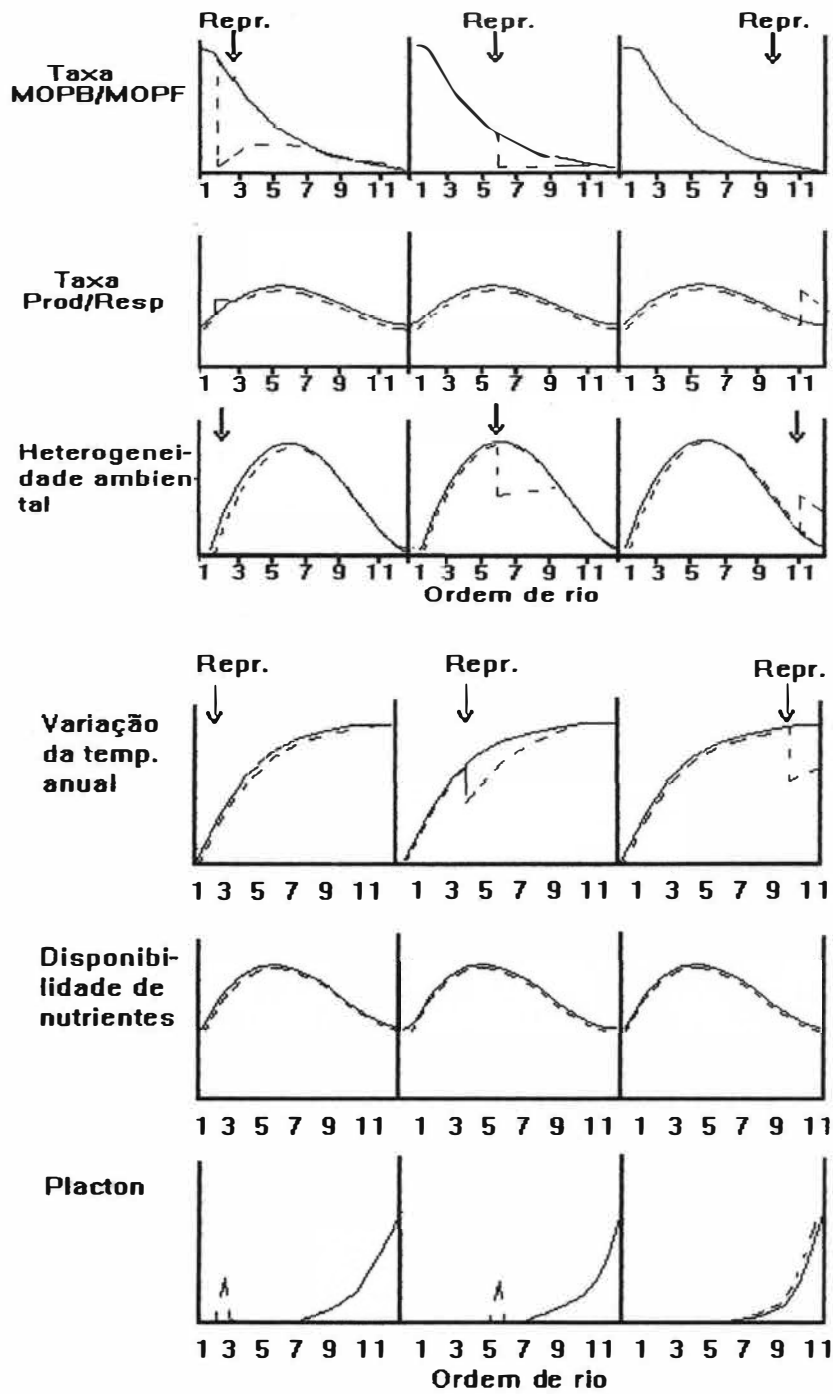 Repr. Repr. Repr.
Taxa
MOPB/MOPF
1 3 5 7 9 11 1 3 5 7 9 11 1 3 5 7 9 11
Taxa
Prod/Resp
1 3 5 7 9 11 1 3 5 7 9 11 1 3 5 7 9 11
Heterogenei-
dade ambien-
tal
1 3 5 7 9 11 1 3 5 7 9 11 1 3 5 7 9 11
Ordem de rio
Repr. Repr. Repr.
Variação
da temp.
anual
1 3 5 7 9 11 1 3 5 7 9 11 1 3 5 7 9 11
Disponibi-
lidade de
nutrientes
1 3 5 7 9 11 1 3 5 7 9 11 1 3 5 7 9 11
Placton
1 3 5 7 9 11 1 3 5 7 9 11 1 3 5 7 9 11
Ordem de rio